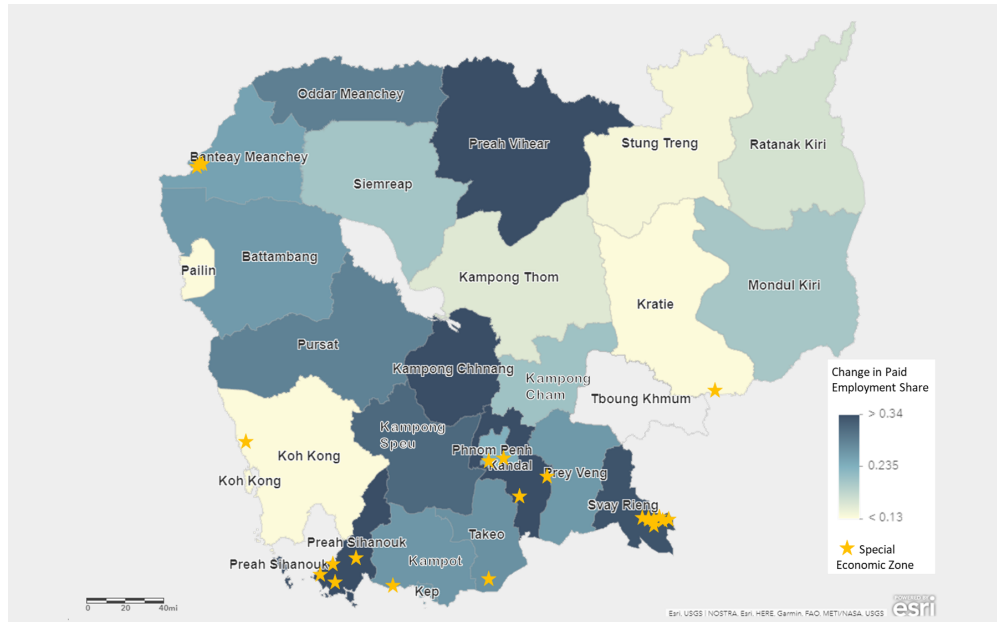 Oddar Meanchey
Banteay Meanchey
Preah Vihear
Stung Treng
Ratanak Kiri
Siemreap
Battambang
Pailin
Kampong Thom
Mondul Kiri
Kratie
Pursat
Kampong Chhnang
Kampong
Cham
Tboung Khmum
Kampong
Speu
Phnom Penh
Kandal
Koh Kong
Koh Kong
Prey Veng
Svay Rieng
Takeo
Preah Sihanouk
Preah Sihanouk
Kampot
Kep
Change in Paid
Employment Share
> 0.34
0.235
< 0.13
Special
Economic Zone
0 20 40mi
Esri, USGS | NOSTRA, Esri, HERE, Garmin, FAO, METI/NASA, USGS
POWERED BY
esri